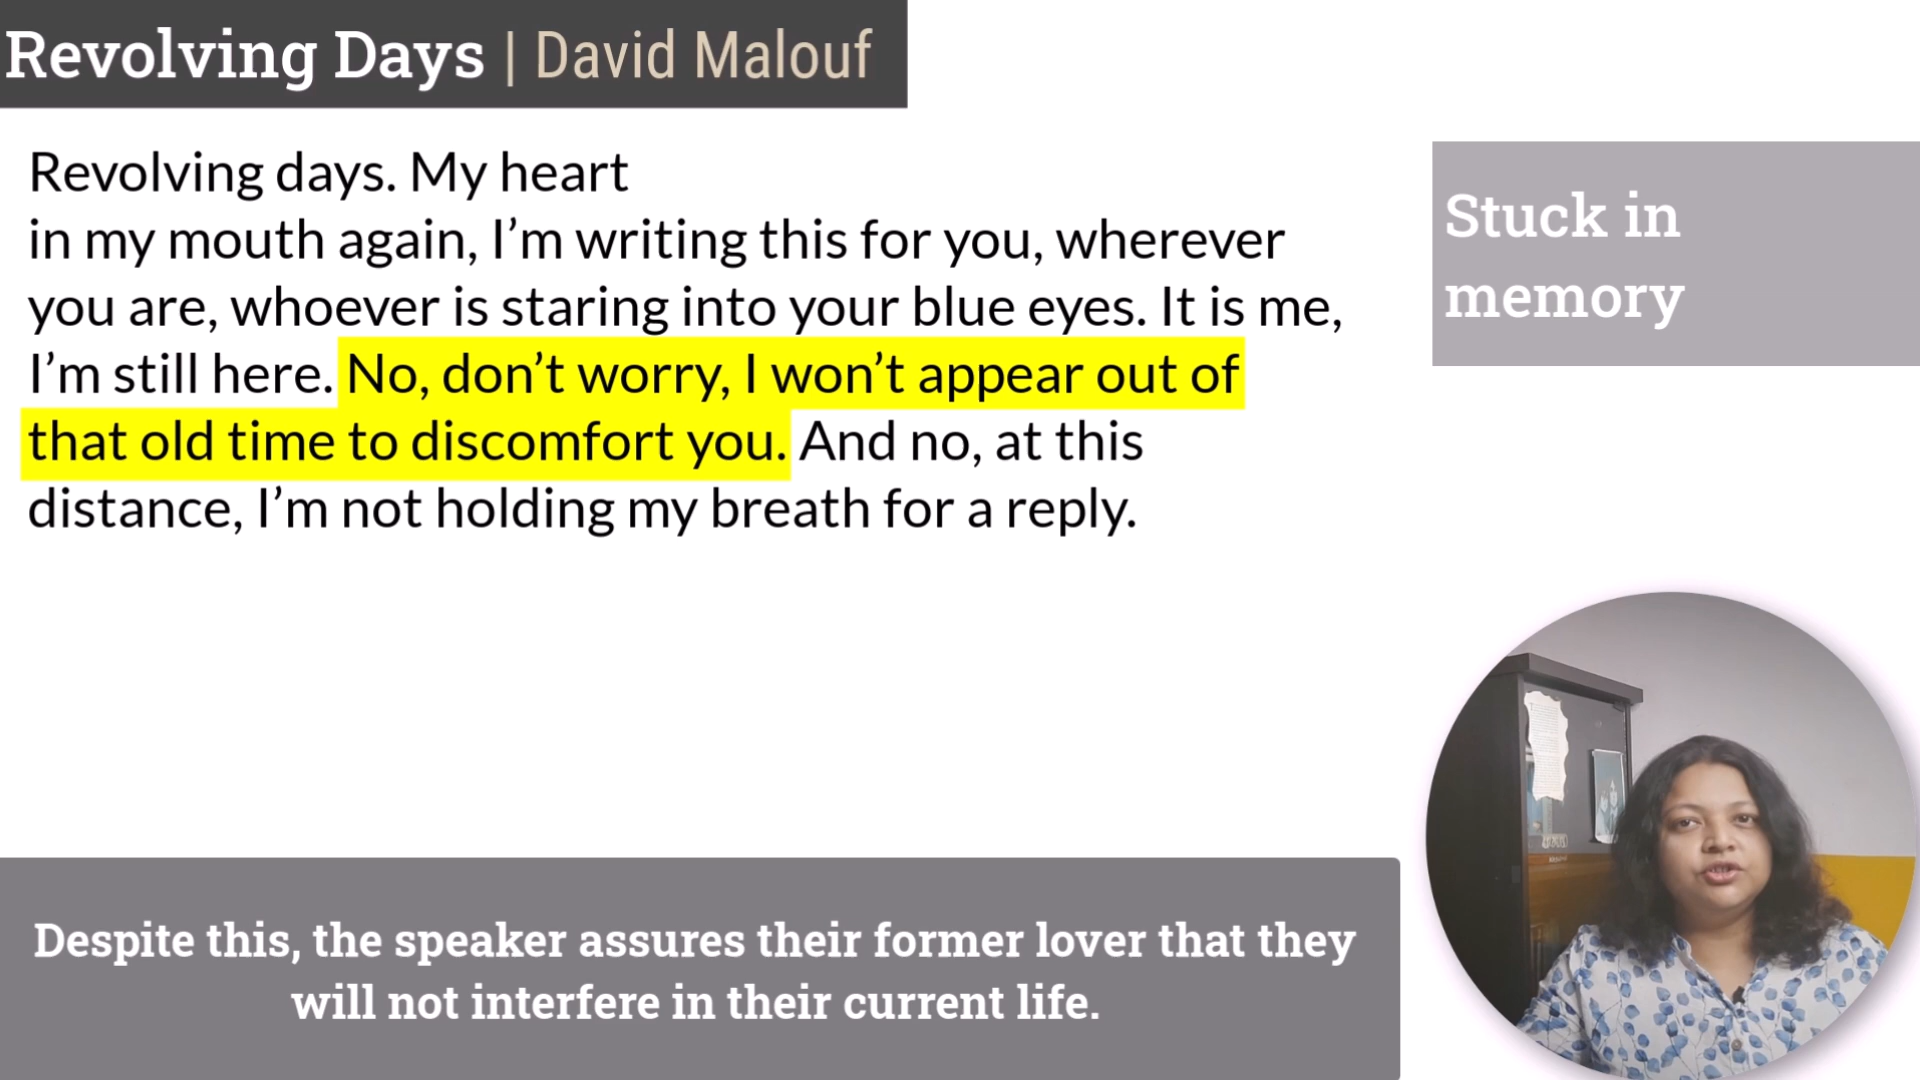 Revolving Days | David Malouf
Revolving days. My heart
in my mouth again, I’m writing this for you, wherever
you are, whoever is staring into your blue eyes. It is me,
I’m still here. No, don’t worry, I won’t appear out of
that old time to discomfort you. And no, at this
distance, I’m not holding my breath for a reply.
Stuck in
memory
Despite this, the speaker assures their former lover that they
will not interfere in their current life.